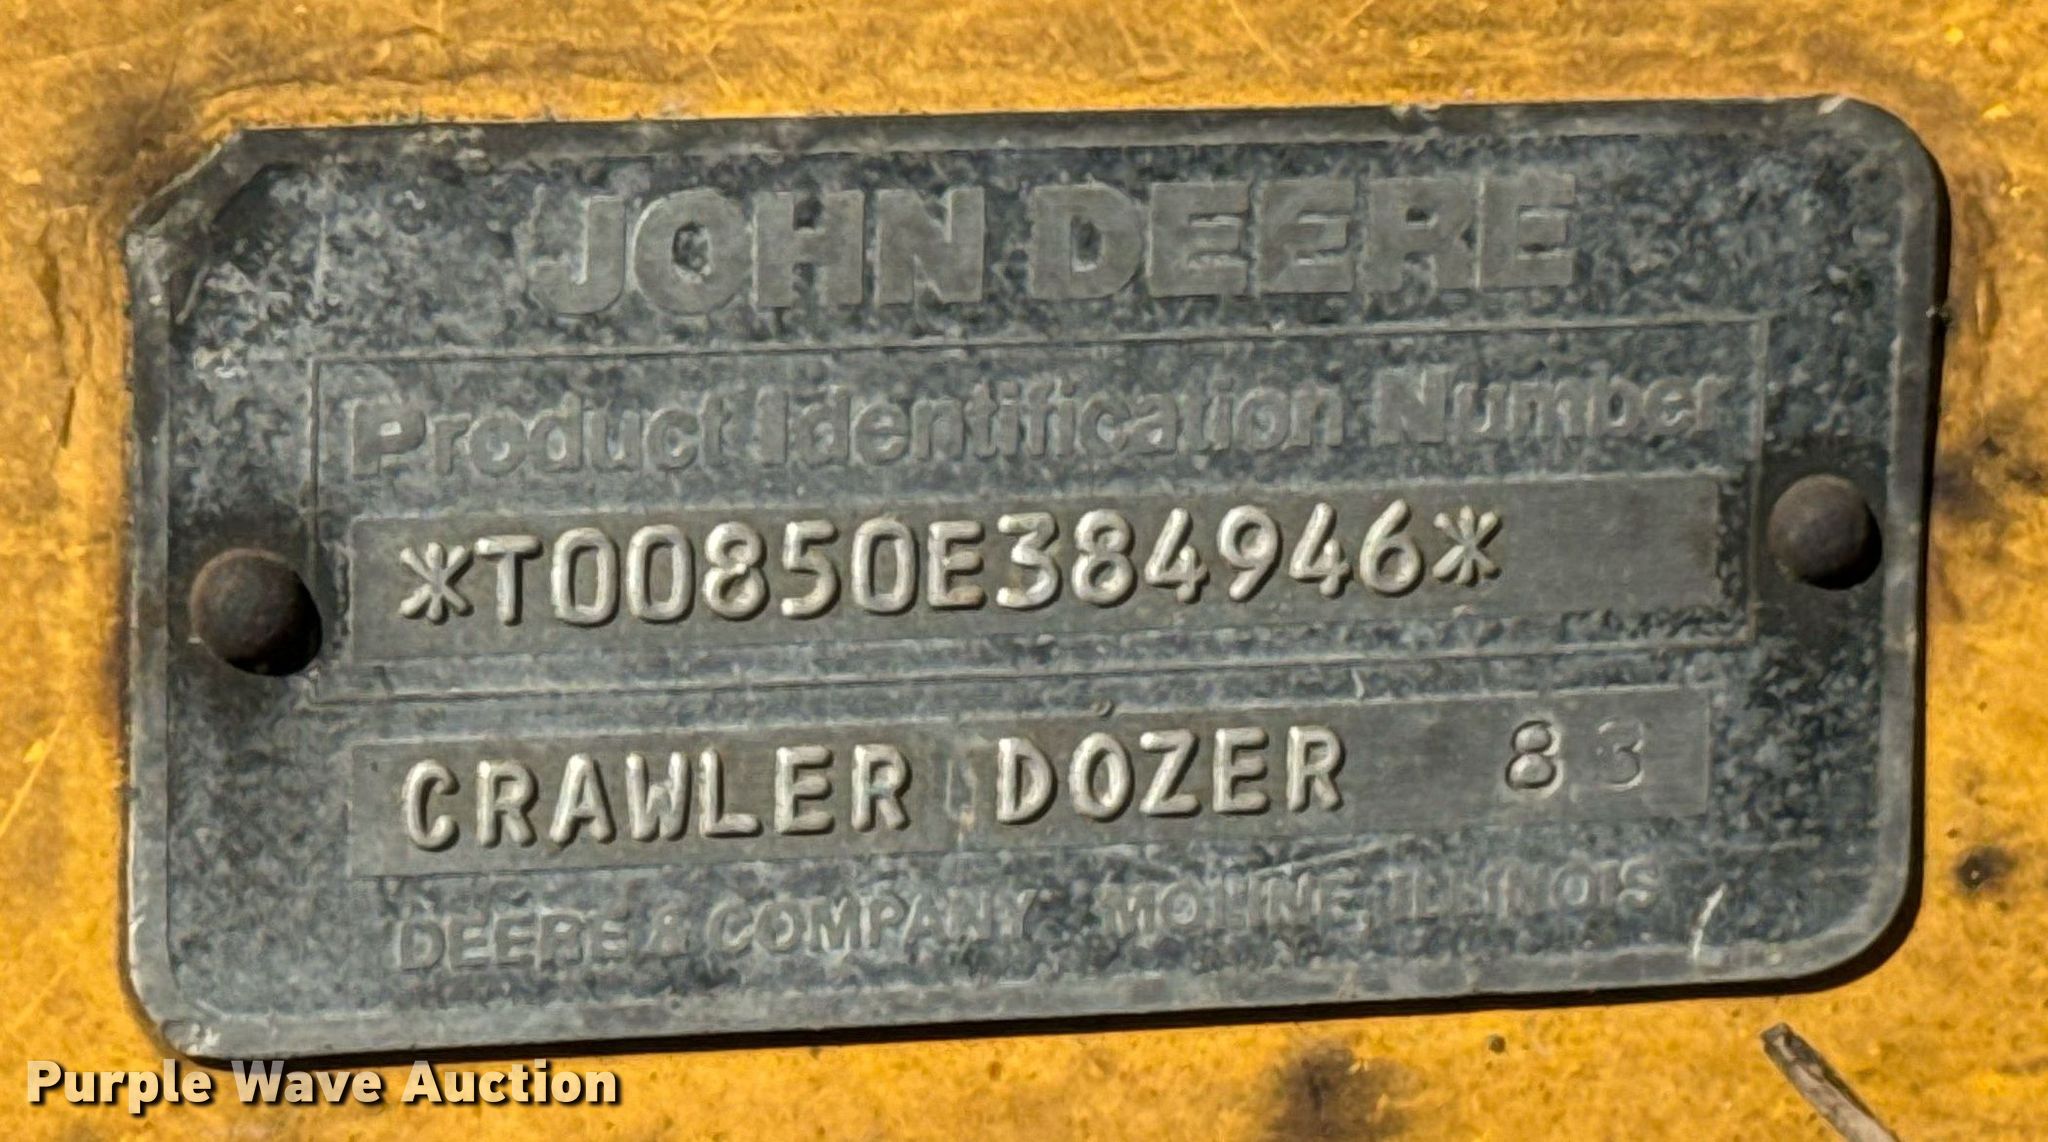 JOHN DEERE
Product Identification Number
*T00850E384946*
CRAWLER DOZER 83
DEERE & COMPANY MOLINE, ILLINOIS
Purple Wave Auction